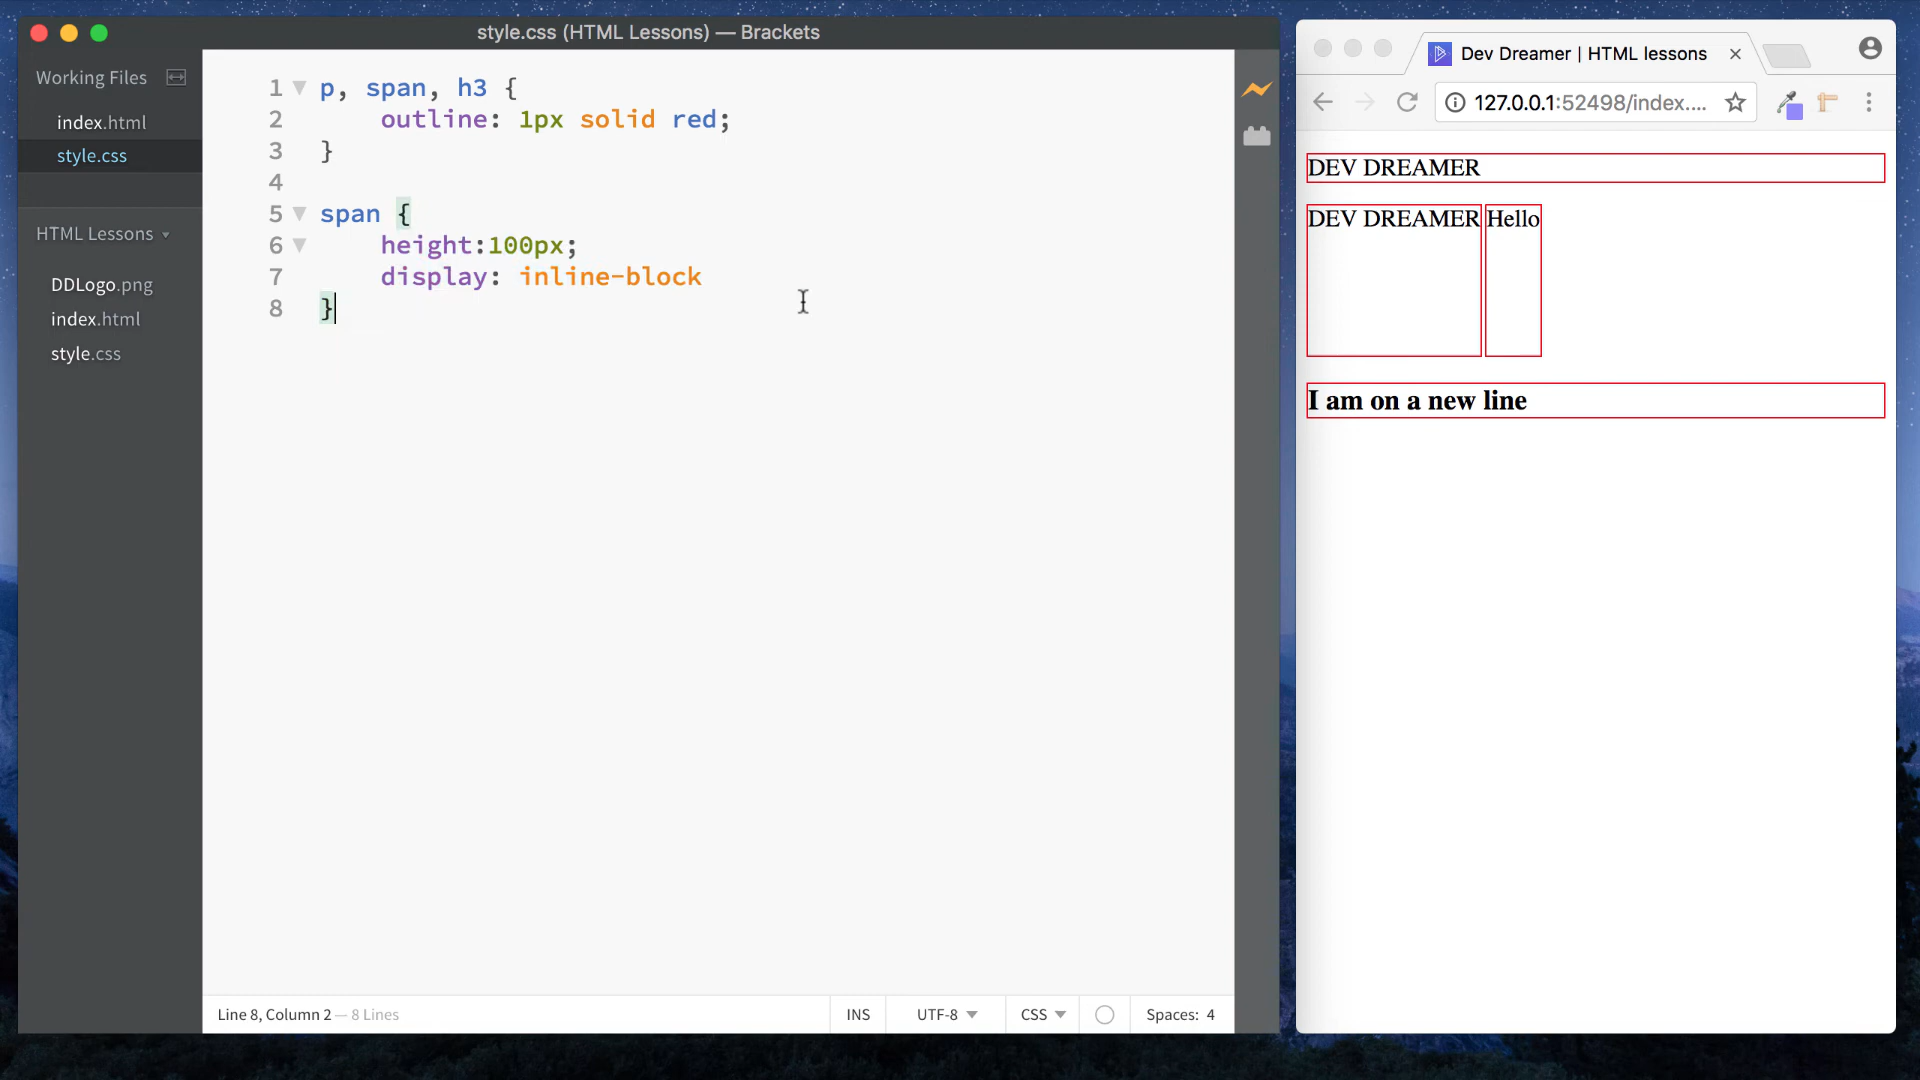 style.css (HTML Lessons) — Brackets
Working Files
index.html
style.css
HTML Lessons
DDLogo.png
index.html
style.css
1 p, span, h3 {
2 outline: 1px solid red;
3 }
4
5 span {
6 height:100px;
7 display: inline-block
8 }
Line 8, Column 2 — 8 Lines
INS
UTF-8
CSS
Spaces: 4
Dev Dreamer | HTML lessons
127.0.0.1:52498/index....
DEV DREAMER
DEV DREAMER Hello
I am on a new line